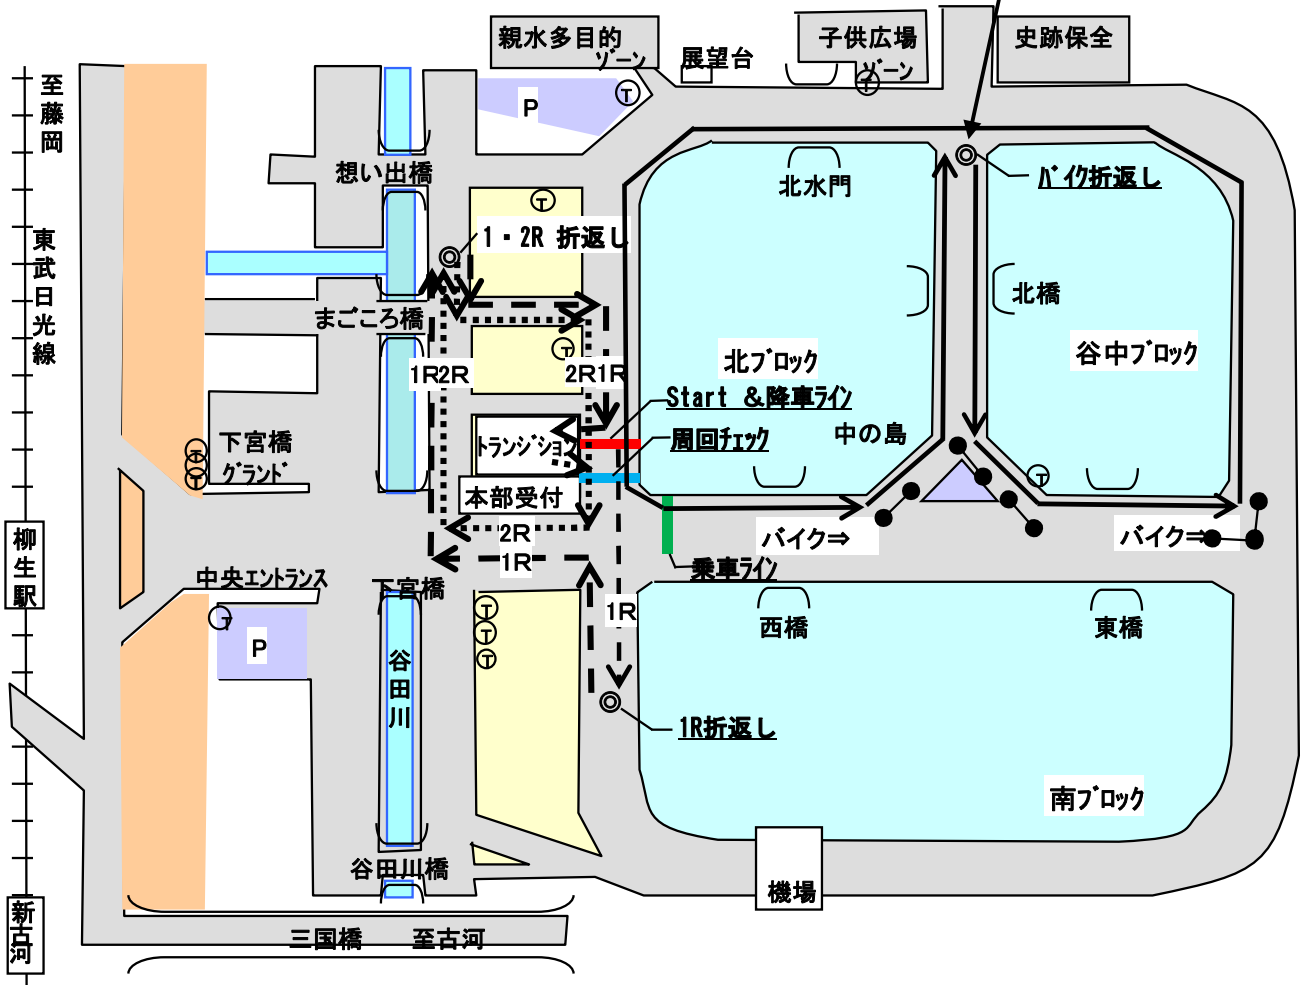 親水多目的
ｿﾞｰﾝ
展望台
子供広場
ｿﾞｰﾝ
史跡保全
至藤岡
P
T
T
想い出橋
北水門
ﾊﾞｲｸ折返し
T
東武日光線
1・2R 折返し
北橋
まごころ橋
T
北ﾌﾞﾛｯｸ
谷中ﾌﾞﾛｯｸ
1R2R
2R1R
Start ＆降車ﾗｲﾝ
下宮橋
ｸﾞﾗﾝﾄﾞ
T
T
T
ﾄﾗﾝｼﾞｼｮﾝ
周回ﾁｪｯｸ
中の島
T
本部受付
柳生駅
2R
バイク⇒
バイク⇒
1R
中央ｴﾝﾄﾗﾝｽ
下宮橋
乗車ﾗｲﾝ
T
T
T
T
1R
西橋
東橋
P
谷田川
1R折返し
南ﾌﾞﾛｯｸ
谷田川橋
機場
新古河
三国橋
至古河